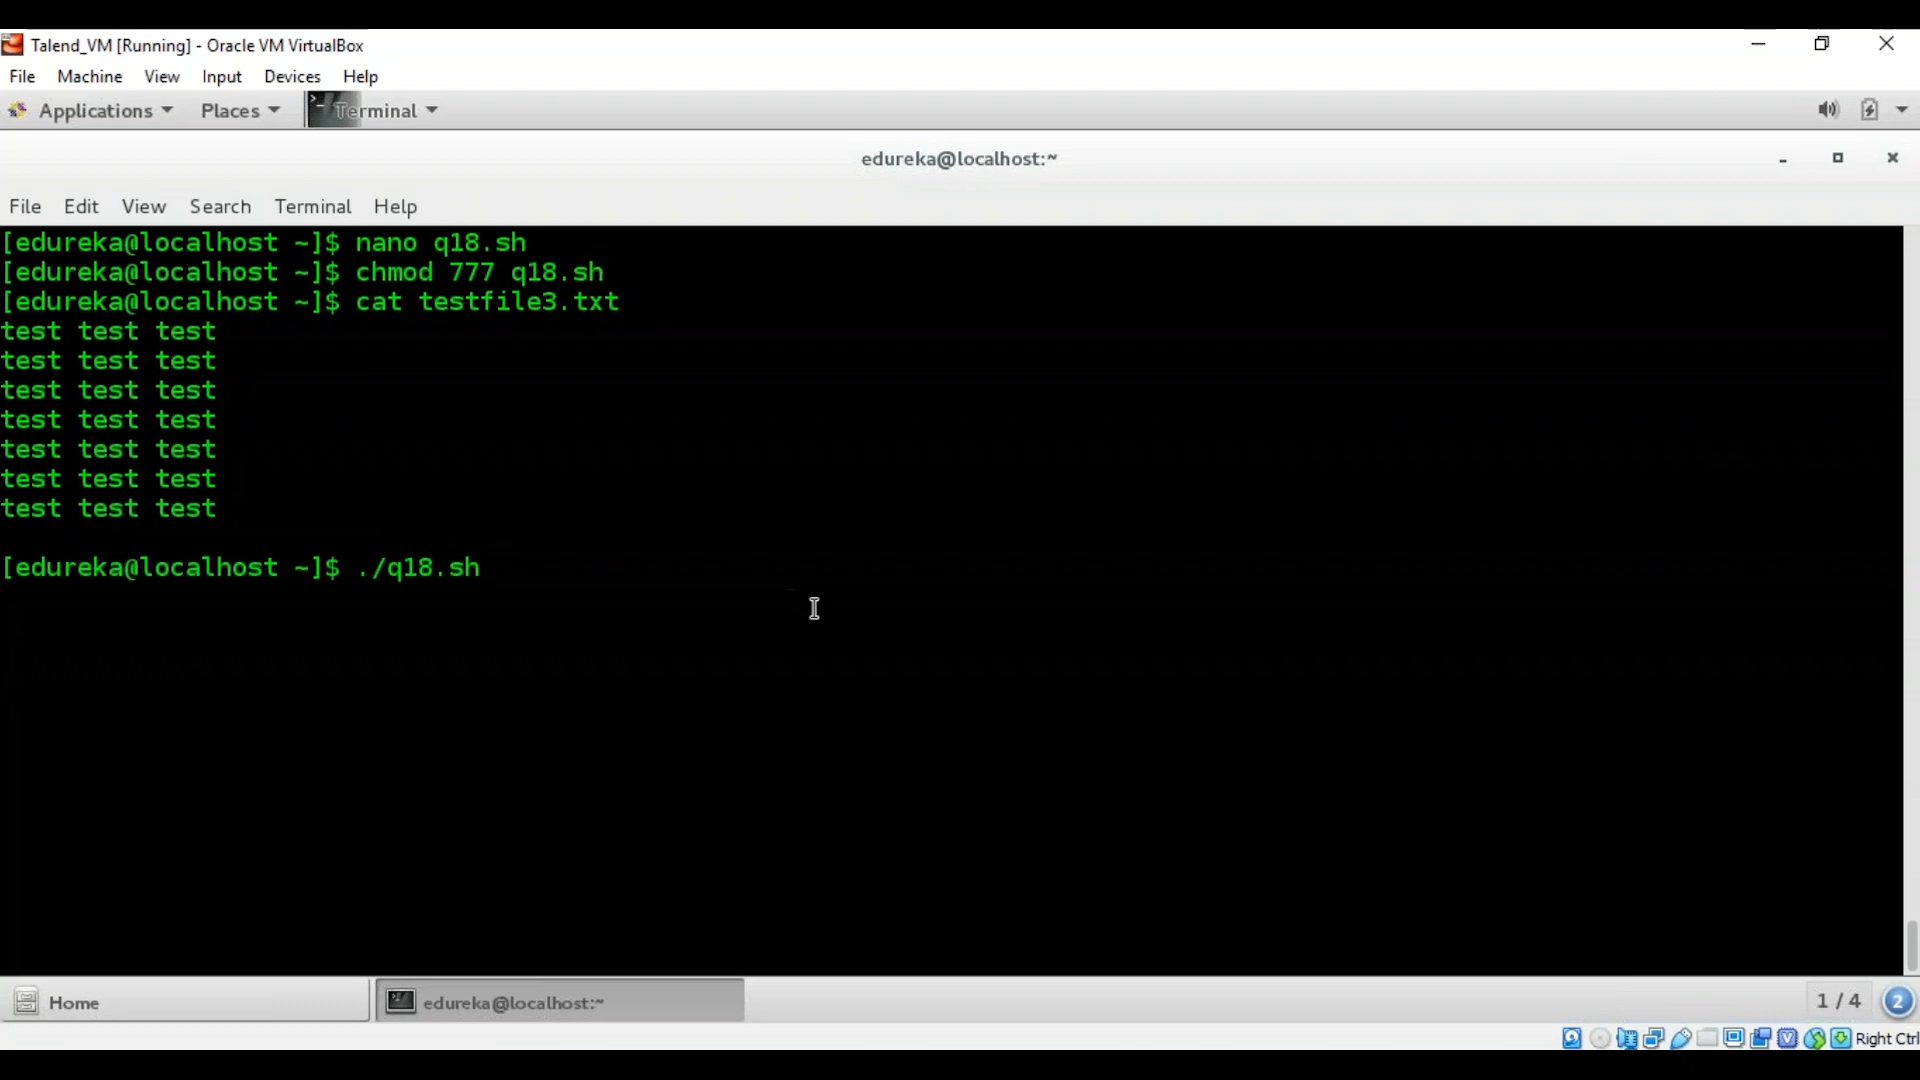 Talend_VM [Running] - Oracle VM VirtualBox
File Machine View Input Devices Help
Applications Places Terminal
edureka@localhost:~
File Edit View Search Terminal Help
[edureka@localhost ~]$ nano q18.sh
[edureka@localhost ~]$ chmod 777 q18.sh
[edureka@localhost ~]$ cat testfile3.txt
test test test
test test test
test test test
test test test
test test test
test test test
test test test
[edureka@localhost ~]$ ./q18.sh
Home edureka@localhost:~ 1 / 4 2
Right Ctrl